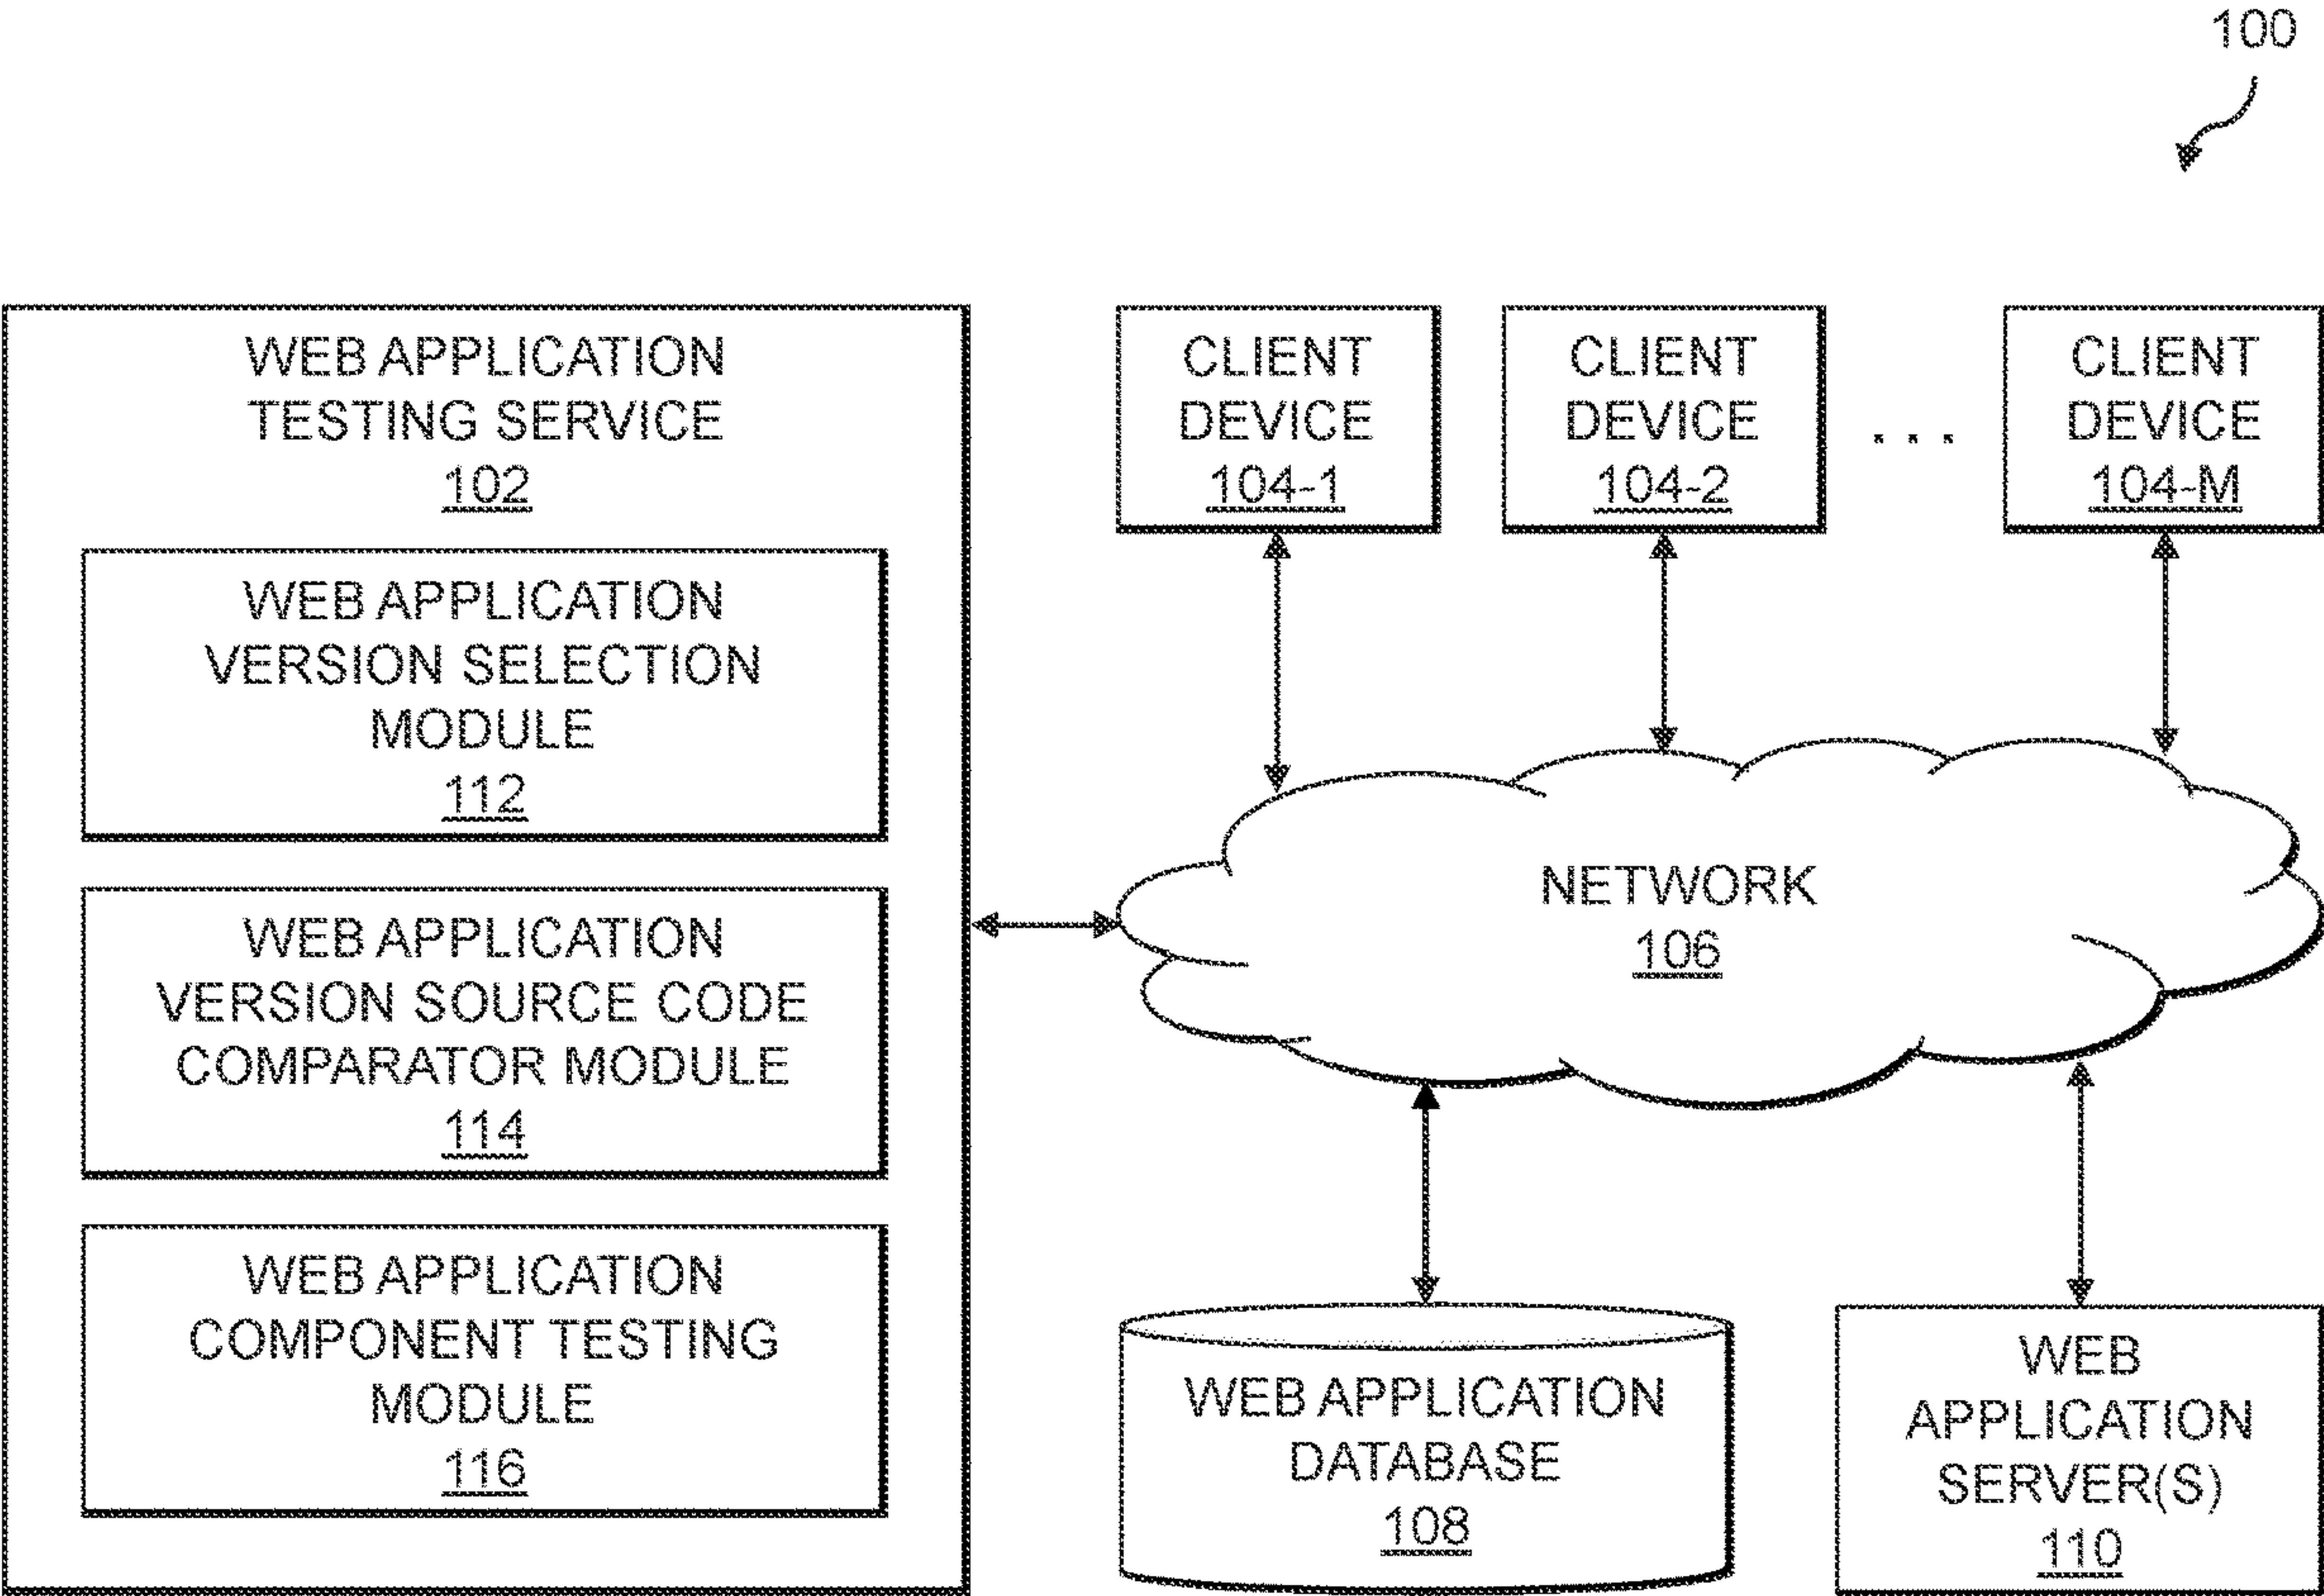 100
WEB APPLICATION
TESTING SERVICE
102
WEB APPLICATION
VERSION SELECTION
MODULE
112
WEB APPLICATION
VERSION SOURCE CODE
COMPARATOR MODULE
114
WEB APPLICATION
COMPONENT TESTING
MODULE
116
CLIENT
DEVICE
104-1
CLIENT
DEVICE
104-2
. . .
CLIENT
DEVICE
104-M
NETWORK
106
WEB APPLICATION
DATABASE
108
WEB
APPLICATION
SERVER(S)
110